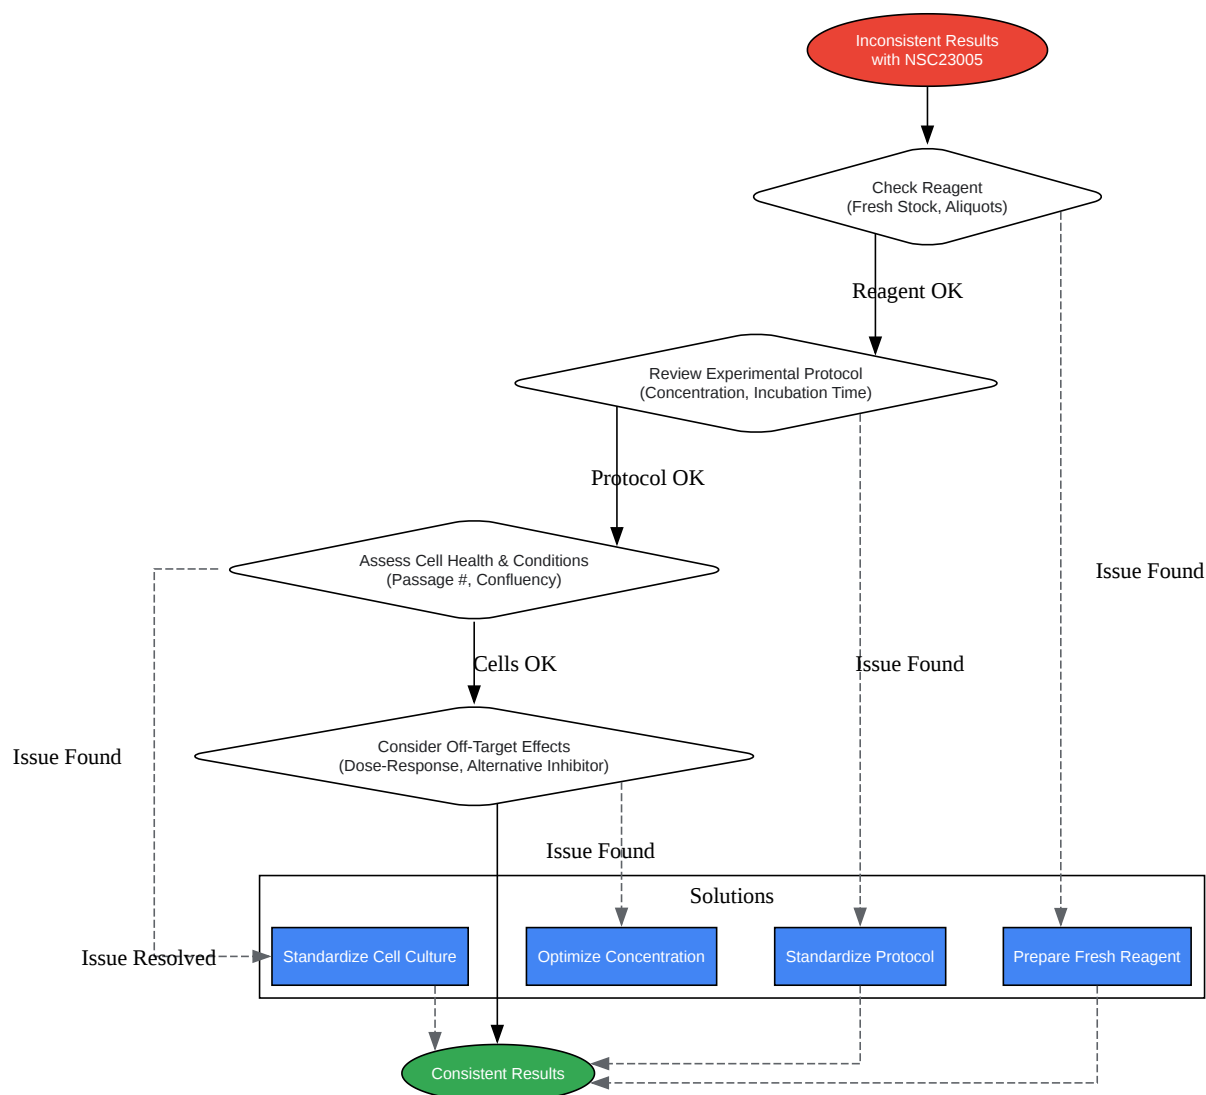 Inconsistent Results
with NSC23005
Check Reagent
(Fresh Stock, Aliquots)
Reagent OK
Review Experimental Protocol
(Concentration, Incubation Time)
Protocol OK
Assess Cell Health & Conditions
(Passage #, Confluency)
Issue Found
Cells OK
Issue Found
Consider Off-Target Effects
(Dose-Response, Alternative Inhibitor)
Issue Found
Issue Found
Solutions
Issue Resolved
Standardize Cell Culture
Optimize Concentration
Standardize Protocol
Prepare Fresh Reagent
Consistent Results